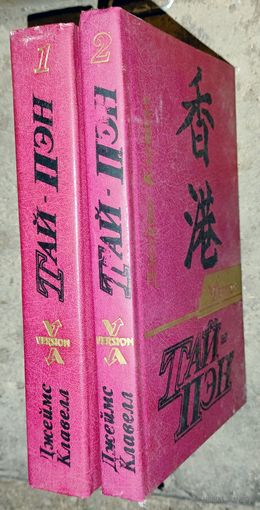 1
ТАЙ-ПЭН
VERSION
Джеймс
Клавелл
2
ТАЙ-ПЭН
VERSION
Джеймс
Клавелл
香
港
ТАЙ-
ПЭН